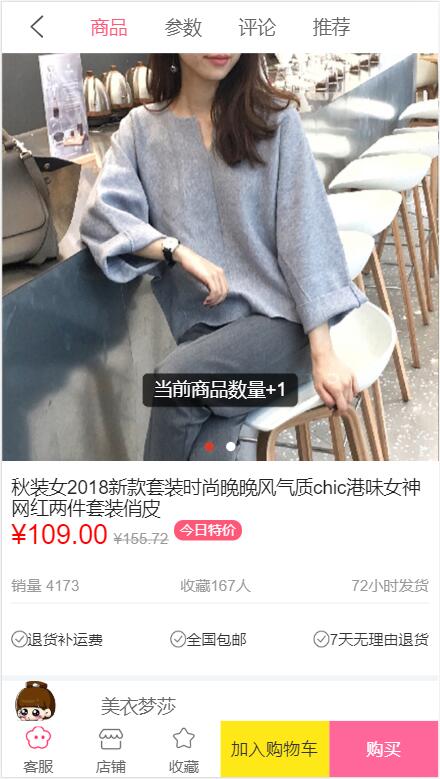 商品 参数 评论 推荐
当前商品数量+1
秋装女2018新款套装时尚晚晚风气质chic港味女神
网红两件套装俏皮
¥109.00 ¥155.72 今日特价
销量 4173 收藏167人 72小时发货
退货补运费 全国包邮 7天无理由退货
美衣梦莎
客服 店铺 收藏 加入购物车 购买